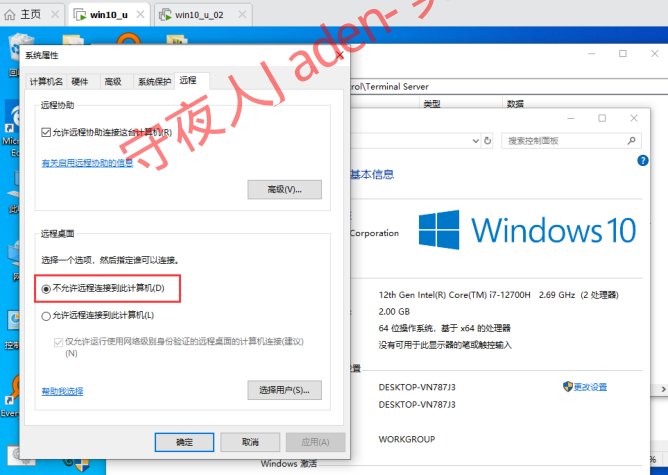 主页
win10_u
win10_u_02
系统属性
计算机名
硬件
高级
系统保护
远程
远程协助
允许远程协助连接这台计算机(R)
有关启用远程协助的信息
高级(V)...
远程桌面
选择一个选项，然后指定谁可以连接。
不允许远程连接到此计算机(D)
允许远程连接到此计算机(L)
仅允许运行使用网络级别身份验证的远程桌面的计算机连接(建议)
(N)
帮助我选择
选择用户(S)...
确定
取消
应用(A)
守夜人J aden-
rol\Terminal Server
类型
数据
搜索控制面板
基本信息
Corporation
Windows 10
12th Gen Intel(R) Core(TM) i7-12700H 2.69 GHz (2 处理器)
2.00 GB
64 位操作系统，基于 x64 的处理器
没有可用于此显示器的笔或触控输入
置
DESKTOP-VN787J3
更改设置
DESKTOP-VN787J3
WORKGROUP
Windows 激活
%